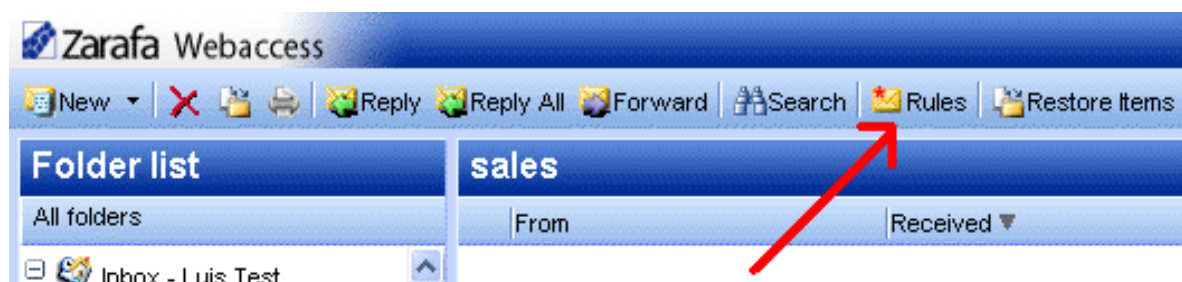 Zarafa Webaccess
New Reply Reply All Forward Search Rules Restore Items
Folder list sales
All folders From Received
Inbox - Luis Test